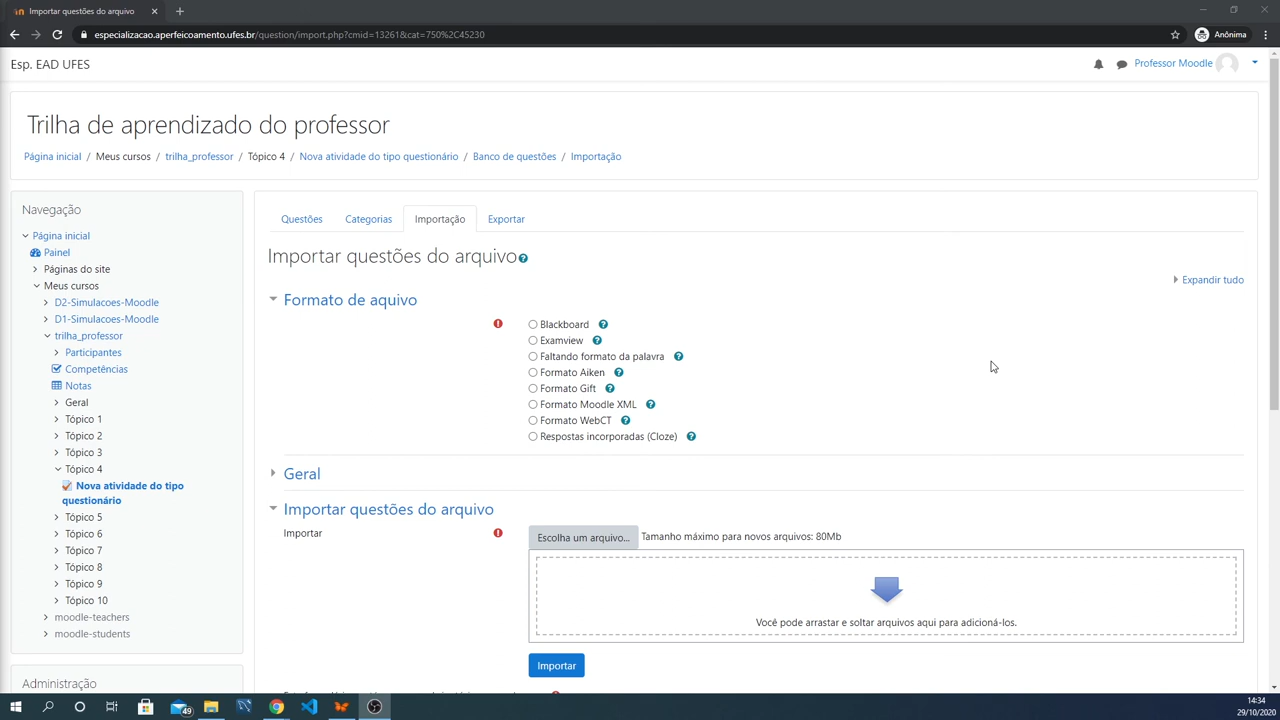 Importar questões do arquivo
especializacao.aperfeicoamento.ufes.br/question/import.php?cmid=13261&cat=750%2C45230
Anônima
Esp. EAD UFES
Professor Moodle
Trilha de aprendizado do professor
Página inicial / Meus cursos / trilha_professor / Tópico 4 / Nova atividade do tipo questionário / Banco de questões / Importação
Navegação
Página inicial
Painel
Páginas do site
Meus cursos
D2-Simulacoes-Moodle
D1-Simulacoes-Moodle
trilha_professor
Participantes
Competências
Notas
Geral
Tópico 1
Tópico 2
Tópico 3
Tópico 4
Nova atividade do tipo
questionário
Tópico 5
Tópico 6
Tópico 7
Tópico 8
Tópico 9
Tópico 10
moodle-teachers
moodle-students
Administração
Questões Categorias Importação Exportar
Importar questões do arquivo
Expandir tudo
Formato de aquivo
Blackboard
Examview
Faltando formato da palavra
Formato Aiken
Formato Gift
Formato Moodle XML
Formato WebCT
Respostas incorporadas (Cloze)
Geral
Importar questões do arquivo
Importar
Escolha um arquivo... Tamanho máximo para novos arquivos: 80Mb
Você pode arrastar e soltar arquivos aqui para adicioná-los.
Importar
49
14:34
29/10/2020